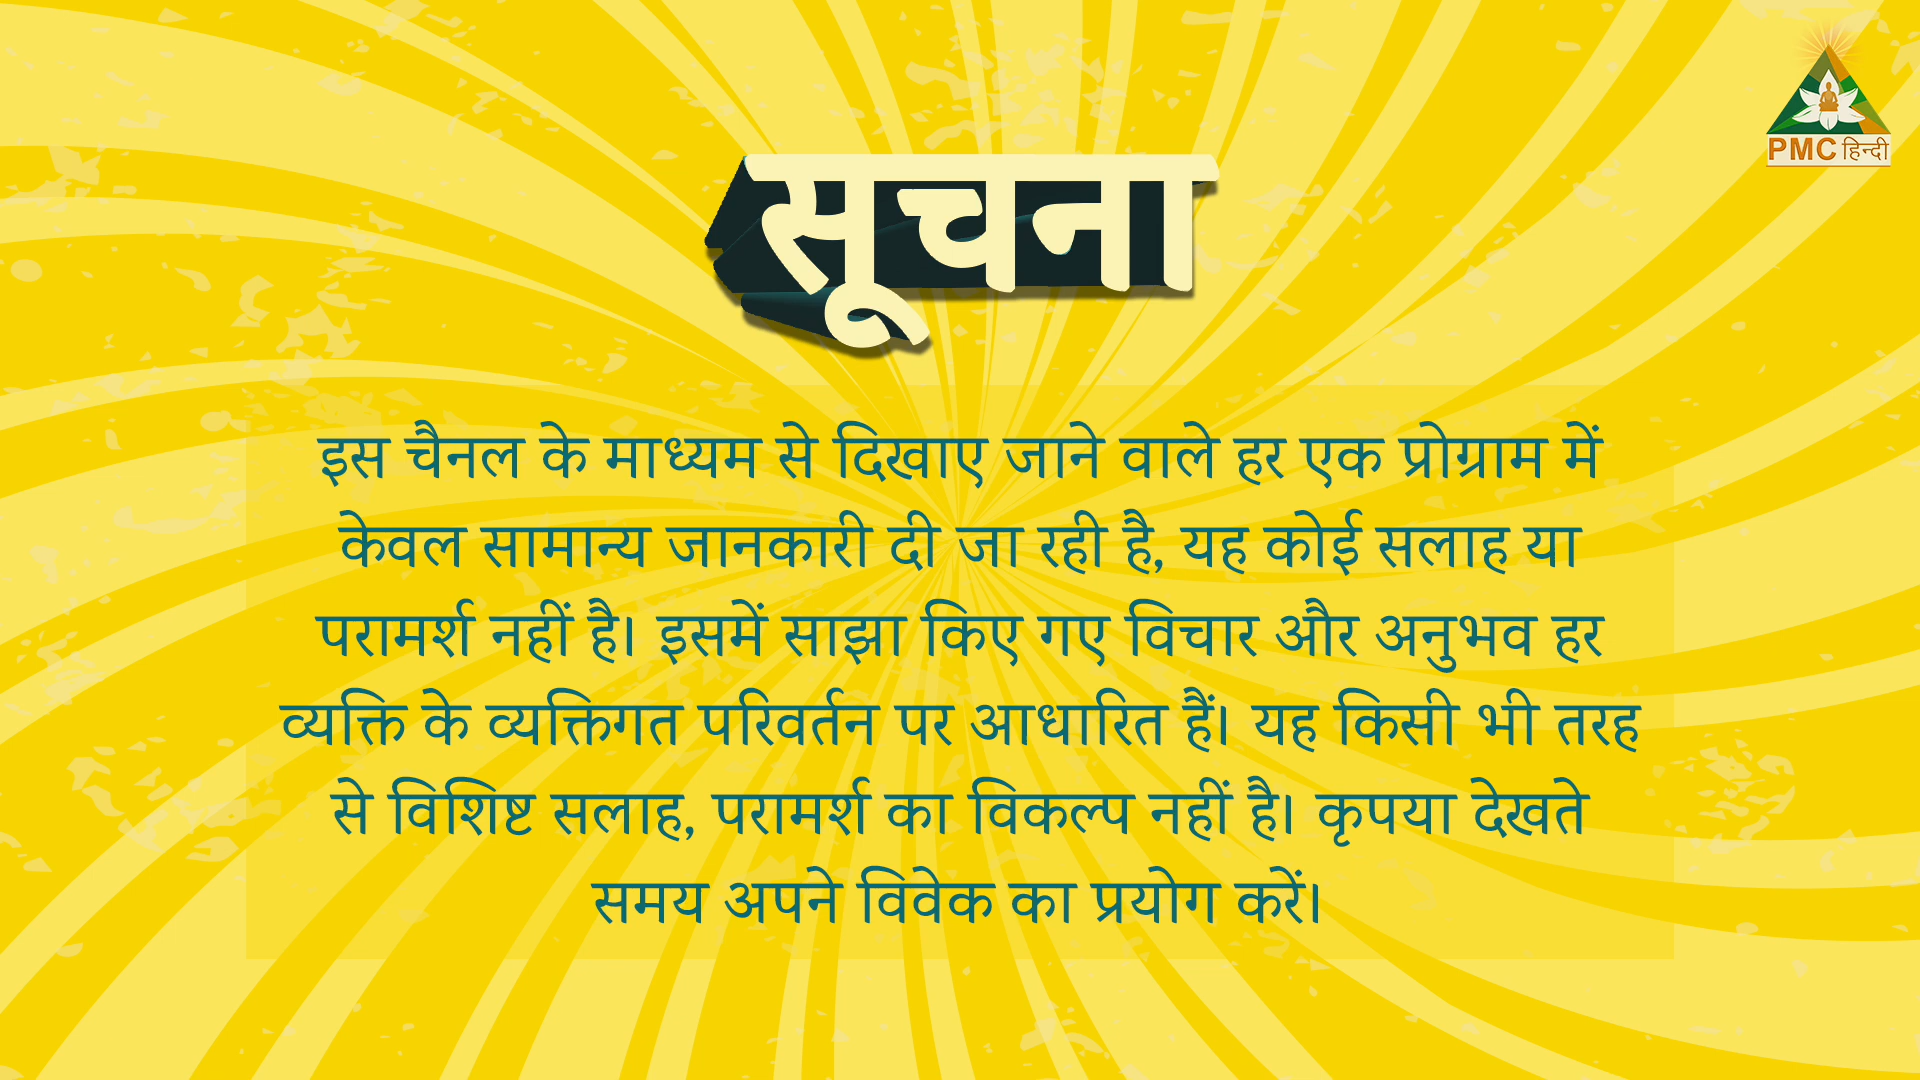 PMC हिन्दी
सूचना
इस चैनल के माध्यम से दिखाए जाने वाले हर एक प्रोग्राम में
केवल सामान्य जानकारी दी जा रही है, यह कोई सलाह या
परामर्श नहीं है। इसमें साझा किए गए विचार और अनुभव हर
व्यक्ति के व्यक्तिगत परिवर्तन पर आधारित हैं। यह किसी भी तरह
से विशिष्ट सलाह, परामर्श का विकल्प नहीं है। कृपया देखते
समय अपने विवेक का प्रयोग करें।